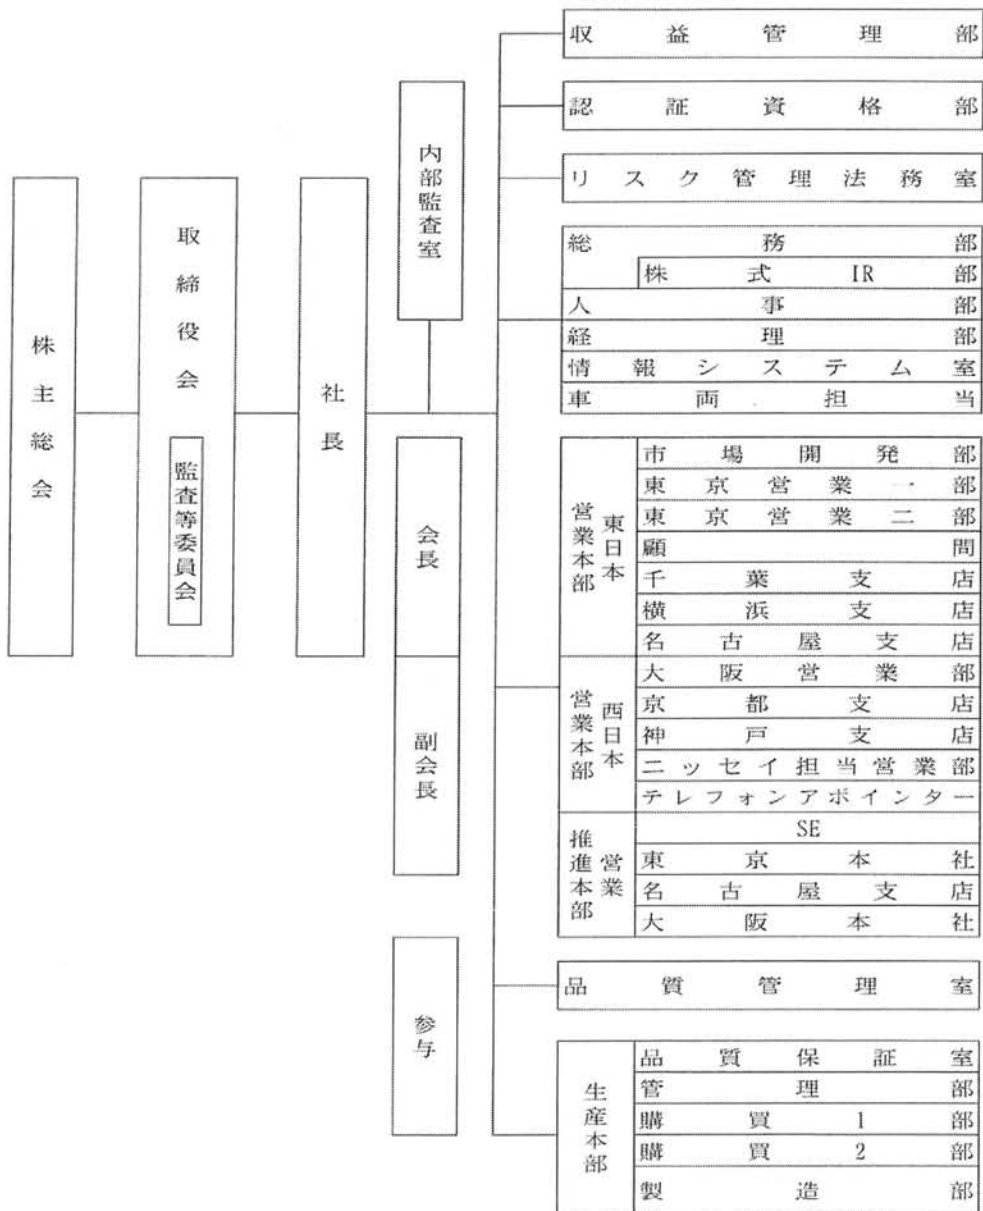 株主総会
取締役会
監査等委員会
社長
内部監査室
会長
副会長
参与
収益管理部
認証資格部
リスク管理法務室
総務部
株式IR部
人事部
経理部
情報システム室
車両担当
東日本営業本部
市場開発部
東京営業一部
東京営業二部
顧問
千葉支店
横浜支店
名古屋支店
西日本営業本部
大阪営業部
京都支店
神戸支店
ニッセイ担当営業部
テレフォンアポインター
営業推進本部
SE
東京本社
名古屋支店
大阪本社
品質管理室
生産本部
品質保証室
管理部
購買1部
購買2部
製造部